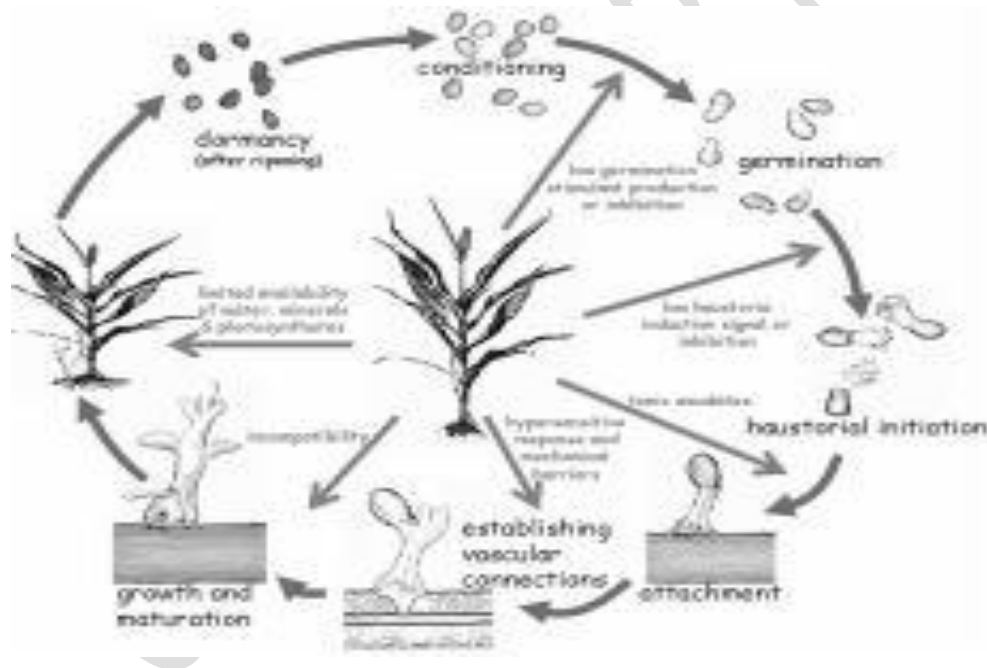 conditioning
dormancy
(after ripening)
germination
low germination
stimulant production
or inhibition
limited availability
of water, minerals
& photosynthates
low haustoria
induction signal or
inhibition
toxic exudates
haustorial initiation
incompatibility
hypersensitive
response and
mechanical
barriers
establishing
vascular
connections
attachment
growth and
maturation